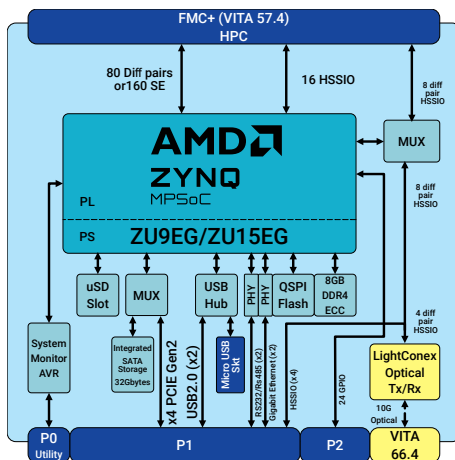 FMC+ (VITA 57.4)
HPC
80 Diff pairs
or160 SE
16 HSSIO
8 diff
pair
HSSIO
AMD
ZYNQ
MPSoC
MUX
PL
PS
ZU9EG/ZU15EG
8 diff
pair
HSSIO
uSD
Slot
MUX
USB
Hub
PHY
PHY
QSPI
Flash
8GB
DDR4
ECC
4 diff
pair
HSSIO
System
Monitor
AVR
Integrated
SATA
Storage
32Gbytes
x4 PCIE Gen2
USB2.0 (x2)
Micro USB
Skt
RS232/Rs485 (x2)
Gigabit Ethernet (x2)
HSSIO (x4)
24 GPIO
LightConex
Optical
Tx/Rx
10G
Optical
P0
Utility
P1
P2
VITA
66.4